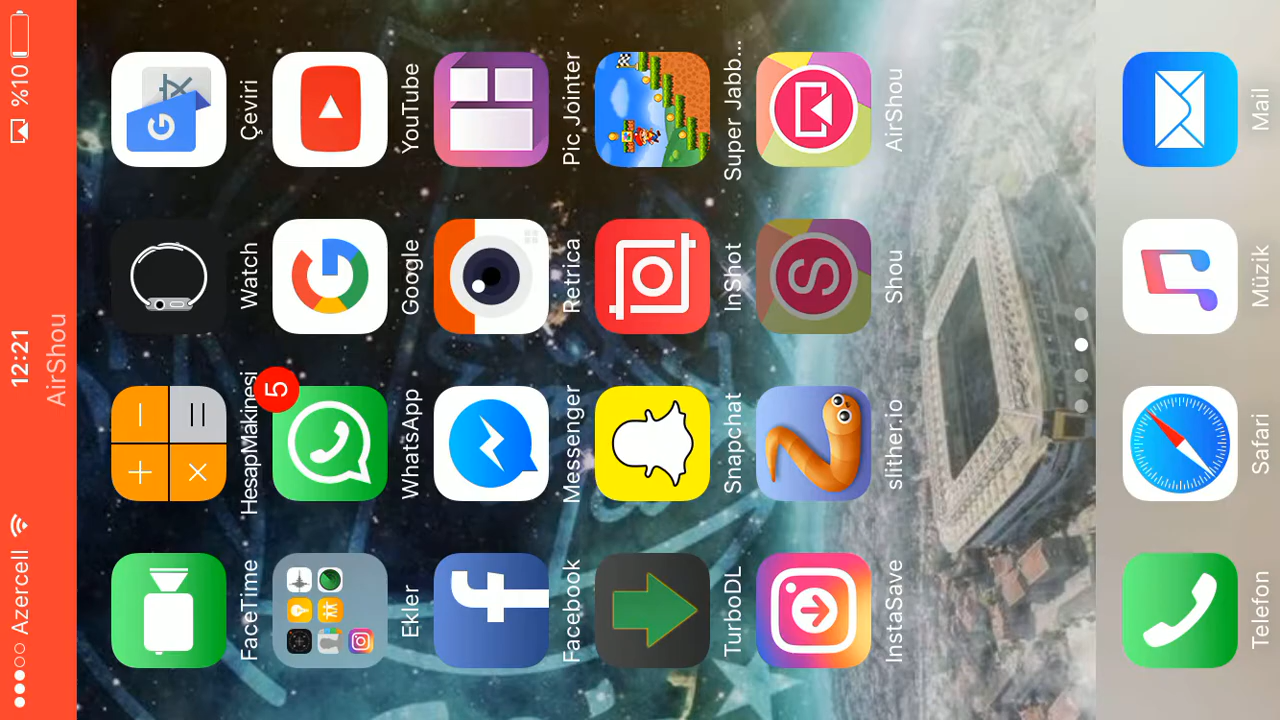 Azercell 12:21 %10
AirShou
FaceTime HesapMakinesi Watch Çeviri
5
Ekler WhatsApp Google YouTube
Facebook Messenger Retrica Pic Jointer
TurboDL Snapchat InShot Super Jabb...
InstaSave slither.io Shou AirShou
Telefon Safari Müzik Mail